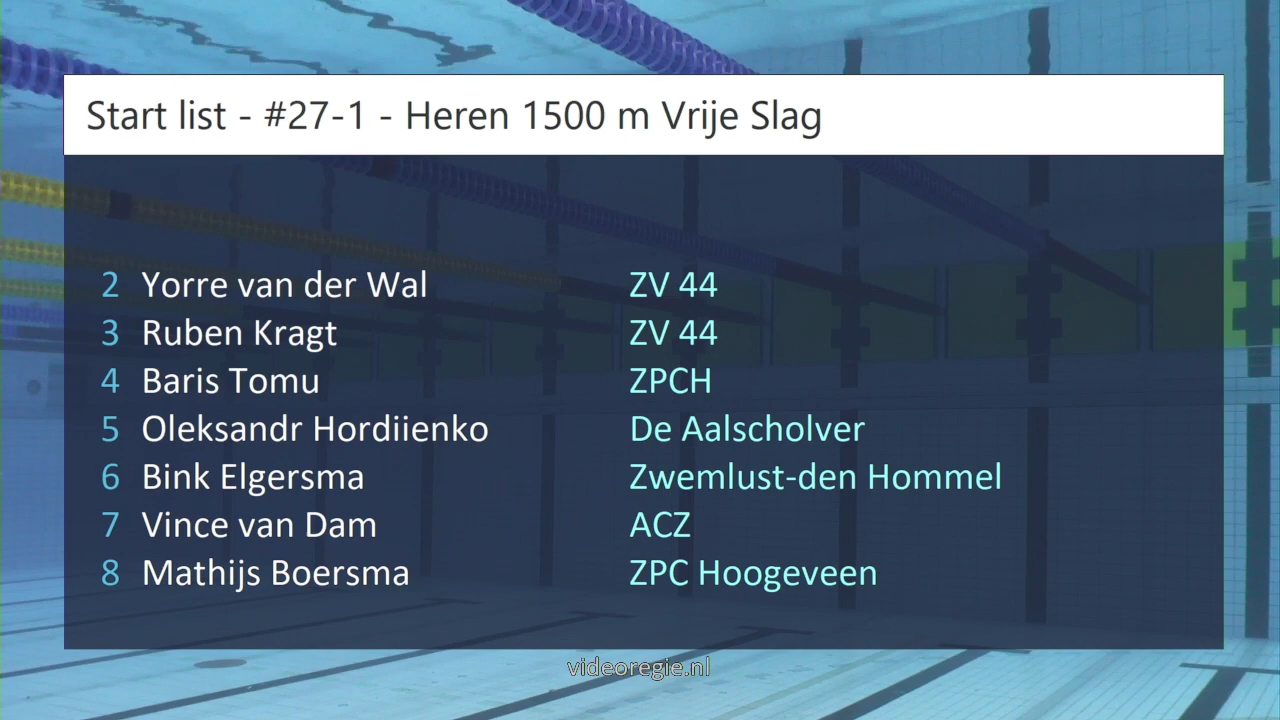 Start list - #27-1 - Heren 1500 m Vrije Slag
2 Yorre van der Wal ZV 44
3 Ruben Kragt ZV 44
4 Baris Tomu ZPCH
5 Oleksandr Hordiienko De Aalscholver
6 Bink Elgersma Zwemlust-den Hommel
7 Vince van Dam ACZ
8 Mathijs Boersma ZPC Hoogeveen
videoregie.nl